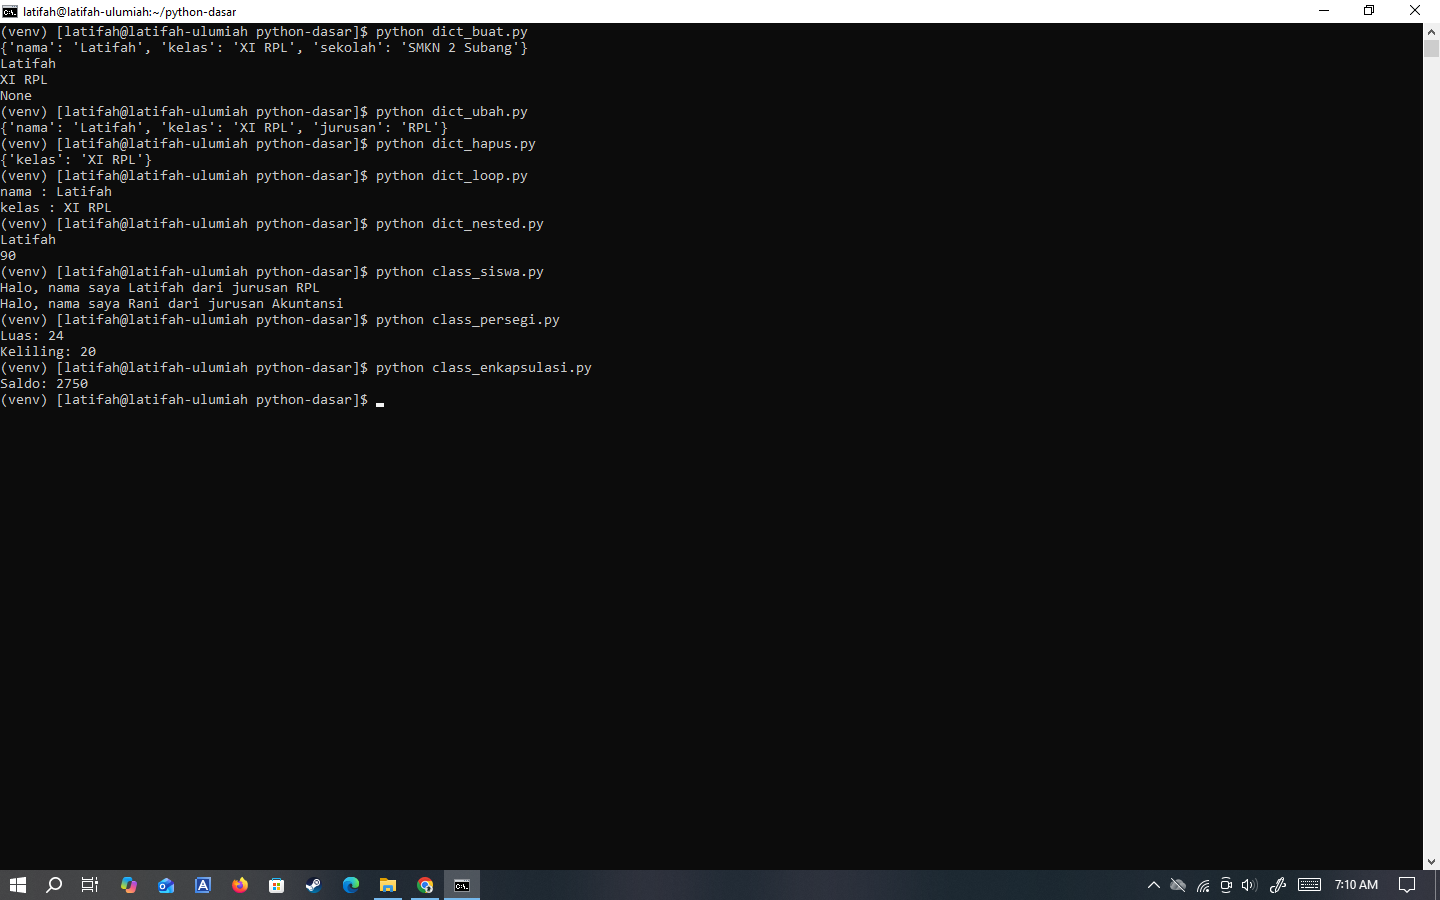 latifah@latifah-ulumiah:~/python-dasar
(venv) [latifah@latifah-ulumiah python-dasar]$ python dict_buat.py
{'nama': 'Latifah', 'kelas': 'XI RPL', 'sekolah': 'SMKN 2 Subang'}
Latifah
XI RPL
None
(venv) [latifah@latifah-ulumiah python-dasar]$ python dict_ubah.py
{'nama': 'Latifah', 'kelas': 'XI RPL', 'jurusan': 'RPL'}
(venv) [latifah@latifah-ulumiah python-dasar]$ python dict_hapus.py
{'kelas': 'XI RPL'}
(venv) [latifah@latifah-ulumiah python-dasar]$ python dict_loop.py
nama : Latifah
kelas : XI RPL
(venv) [latifah@latifah-ulumiah python-dasar]$ python dict_nested.py
Latifah
90
(venv) [latifah@latifah-ulumiah python-dasar]$ python class_siswa.py
Halo, nama saya Latifah dari jurusan RPL
Halo, nama saya Rani dari jurusan Akuntansi
(venv) [latifah@latifah-ulumiah python-dasar]$ python class_persegi.py
Luas: 24
Keliling: 20
(venv) [latifah@latifah-ulumiah python-dasar]$ python class_enkapsulasi.py
Saldo: 2750
(venv) [latifah@latifah-ulumiah python-dasar]$
7:10 AM